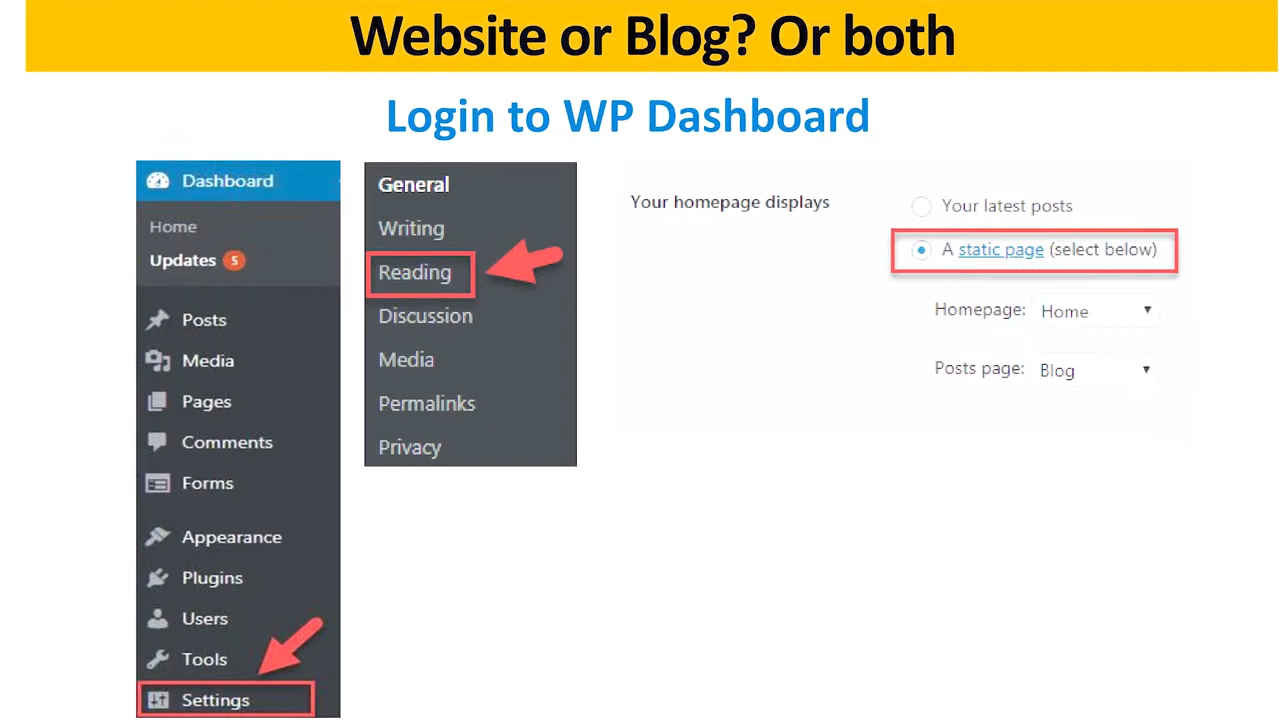 Website or Blog? Or both
Login to WP Dashboard
Dashboard
Home
Updates 5
Posts
Media
Pages
Comments
Forms
Appearance
Plugins
Users
Tools
Settings
General
Writing
Reading
Discussion
Media
Permalinks
Privacy
Your homepage displays
Your latest posts
A static page (select below)
Homepage: Home
Posts page: Blog